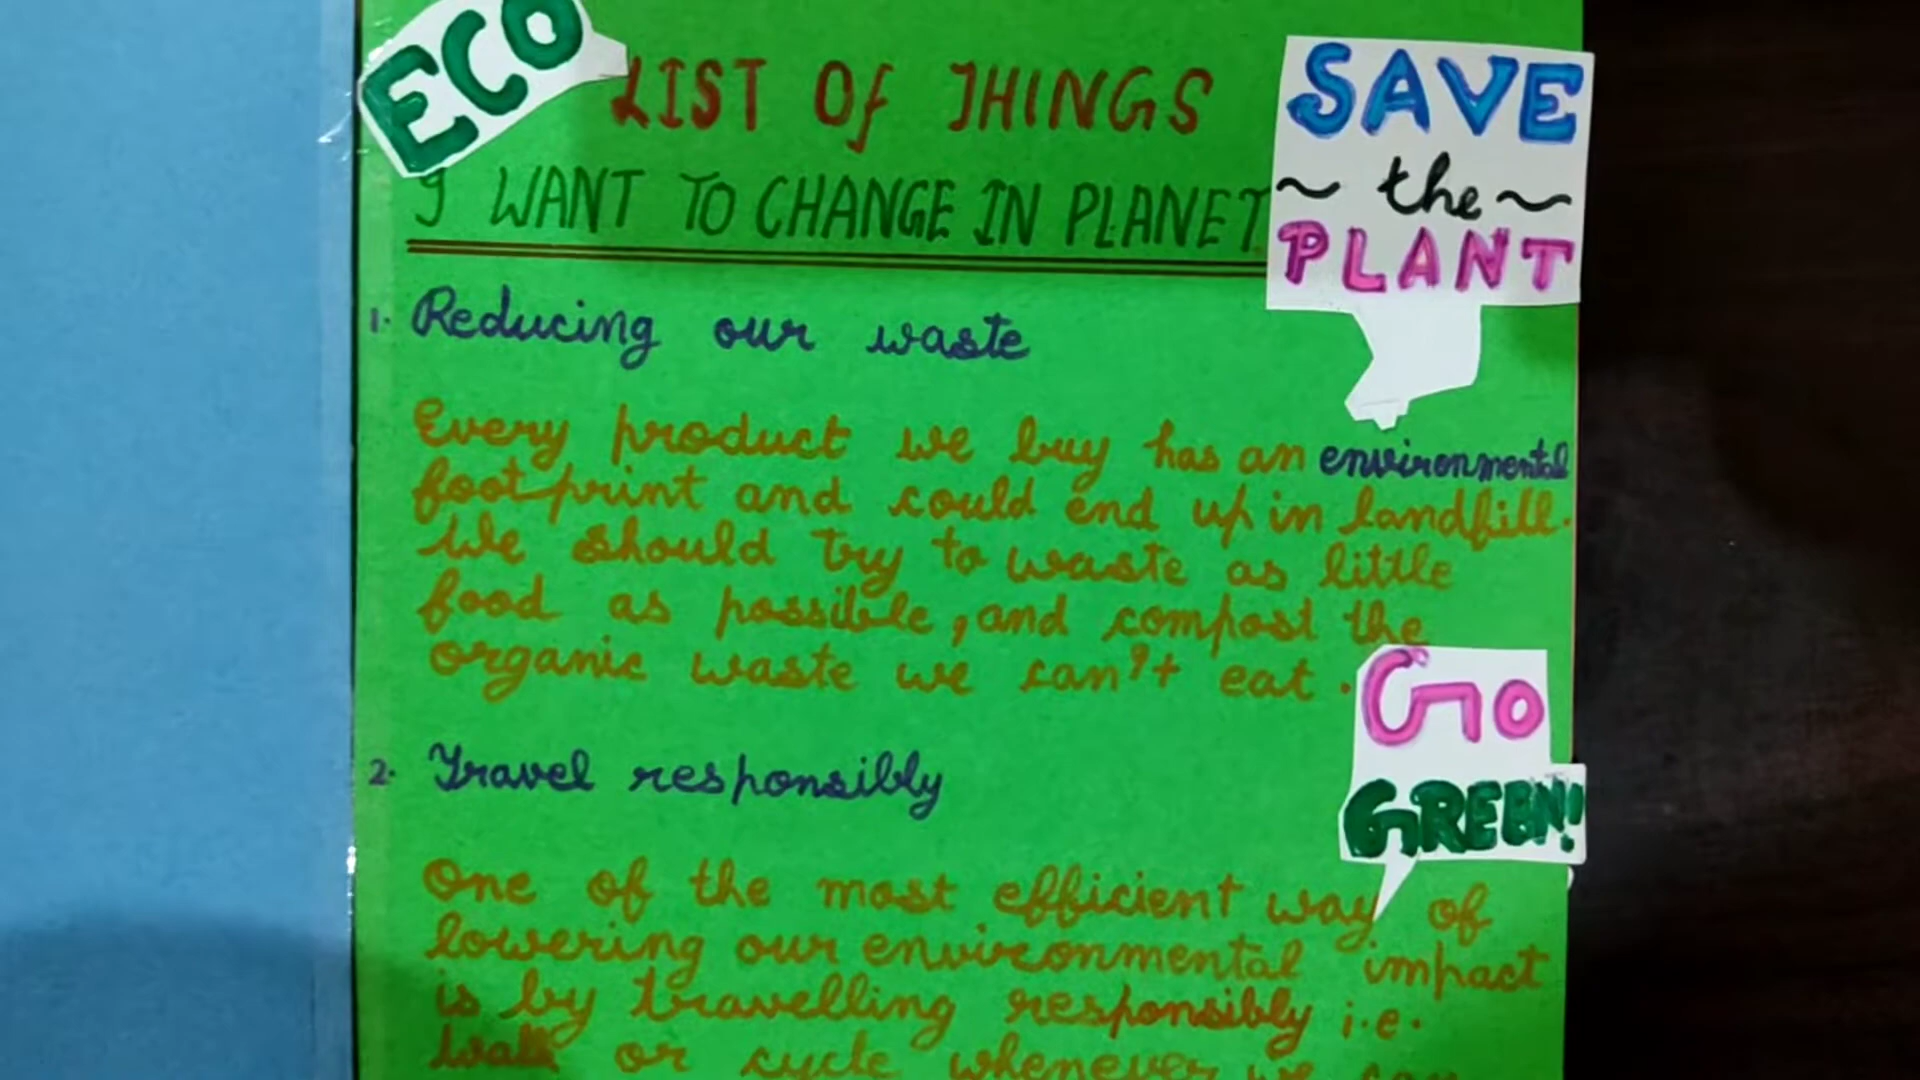 ECO
LIST Of THINGS
I WANT TO CHANGE IN PLANET
SAVE
~ the ~
PLANT
1. Reducing our waste
Every product we buy has an environmental
footprint and could end up in landfill.
We should try to waste as little
food as possible, and compost the
organic waste we can't eat.
GO
GREEN!
2. Travel responsibly
One of the most efficient way of
lowering our environmental impact
is by travelling responsibly i.e.
walk or cycle whenever we can